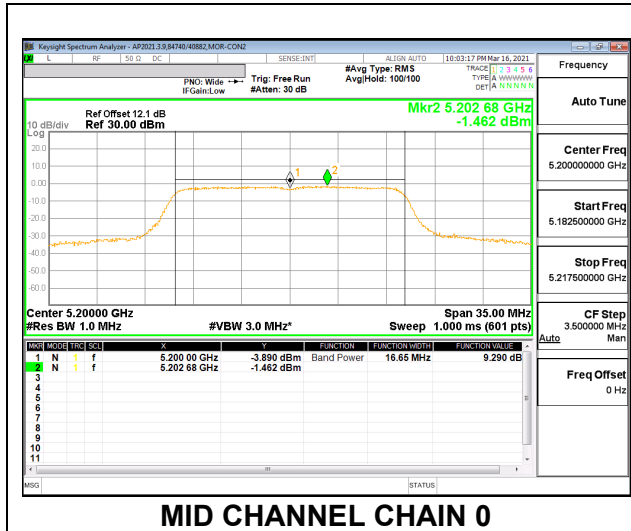 Keysight Spectrum Analyzer - AP2021.3.9,84740/40882,MOR-CON2
L RF 50 Ω DC SENSE:INT ALIGN AUTO 10:03:17 PM Mar 16, 2021
#Avg Type: RMS TRACE 1 2 3 4 5 6
PNO: Wide Trig: Free Run Avg|Hold: 100/100 TYPE A WWWWW
IFGain:Low #Atten: 30 dB DET A N N N N N
Mkr2 5.202 68 GHz
-1.462 dBm
Ref Offset 12.1 dB
10 dB/div Ref 30.00 dBm
Log
20.0
10.0
0.00
-10.0
-20.0
-30.0
-40.0
-50.0
-60.0
1
2
Center 5.20000 GHz Span 35.00 MHz
#Res BW 1.0 MHz #VBW 3.0 MHz* Sweep 1.000 ms (601 pts)
MKR MODE TRC SCL X Y FUNCTION FUNCTION WIDTH FUNCTION VALUE
1 N 1 f 5.200 00 GHz -3.890 dBm Band Power 16.65 MHz 9.290 dB
2 N 1 f 5.202 68 GHz -1.462 dBm
3
4
5
6
7
8
9
10
11
MSG STATUS
Frequency
Auto Tune
Center Freq
5.200000000 GHz
Start Freq
5.182500000 GHz
Stop Freq
5.217500000 GHz
CF Step
3.500000 MHz
Auto Man
Freq Offset
0 Hz
MID CHANNEL CHAIN 0